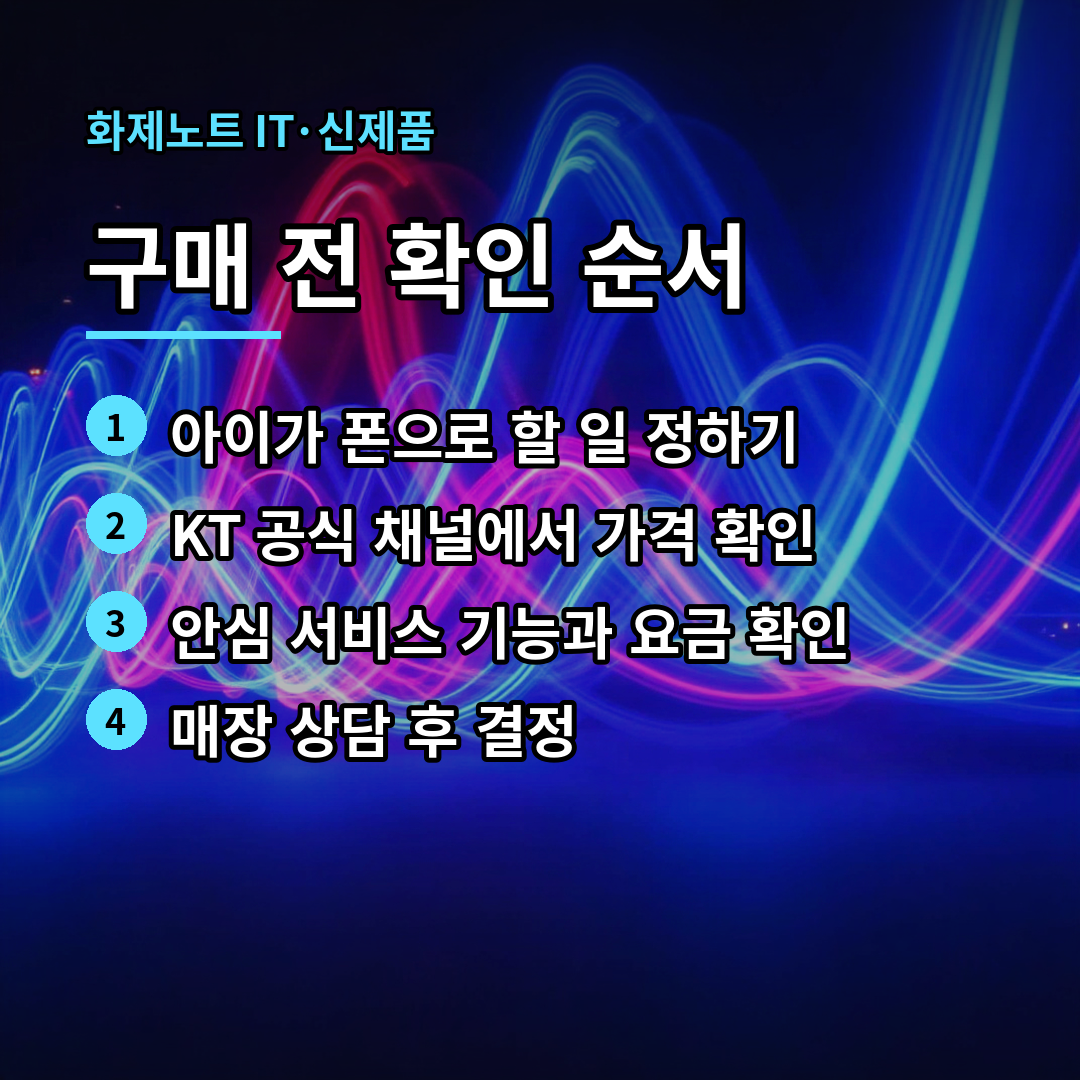 화제노트 IT·신제품
구매 전 확인 순서
1 아이가 폰으로 할 일 정하기
2 KT 공식 채널에서 가격 확인
3 안심 서비스 기능과 요금 확인
4 매장 상담 후 결정